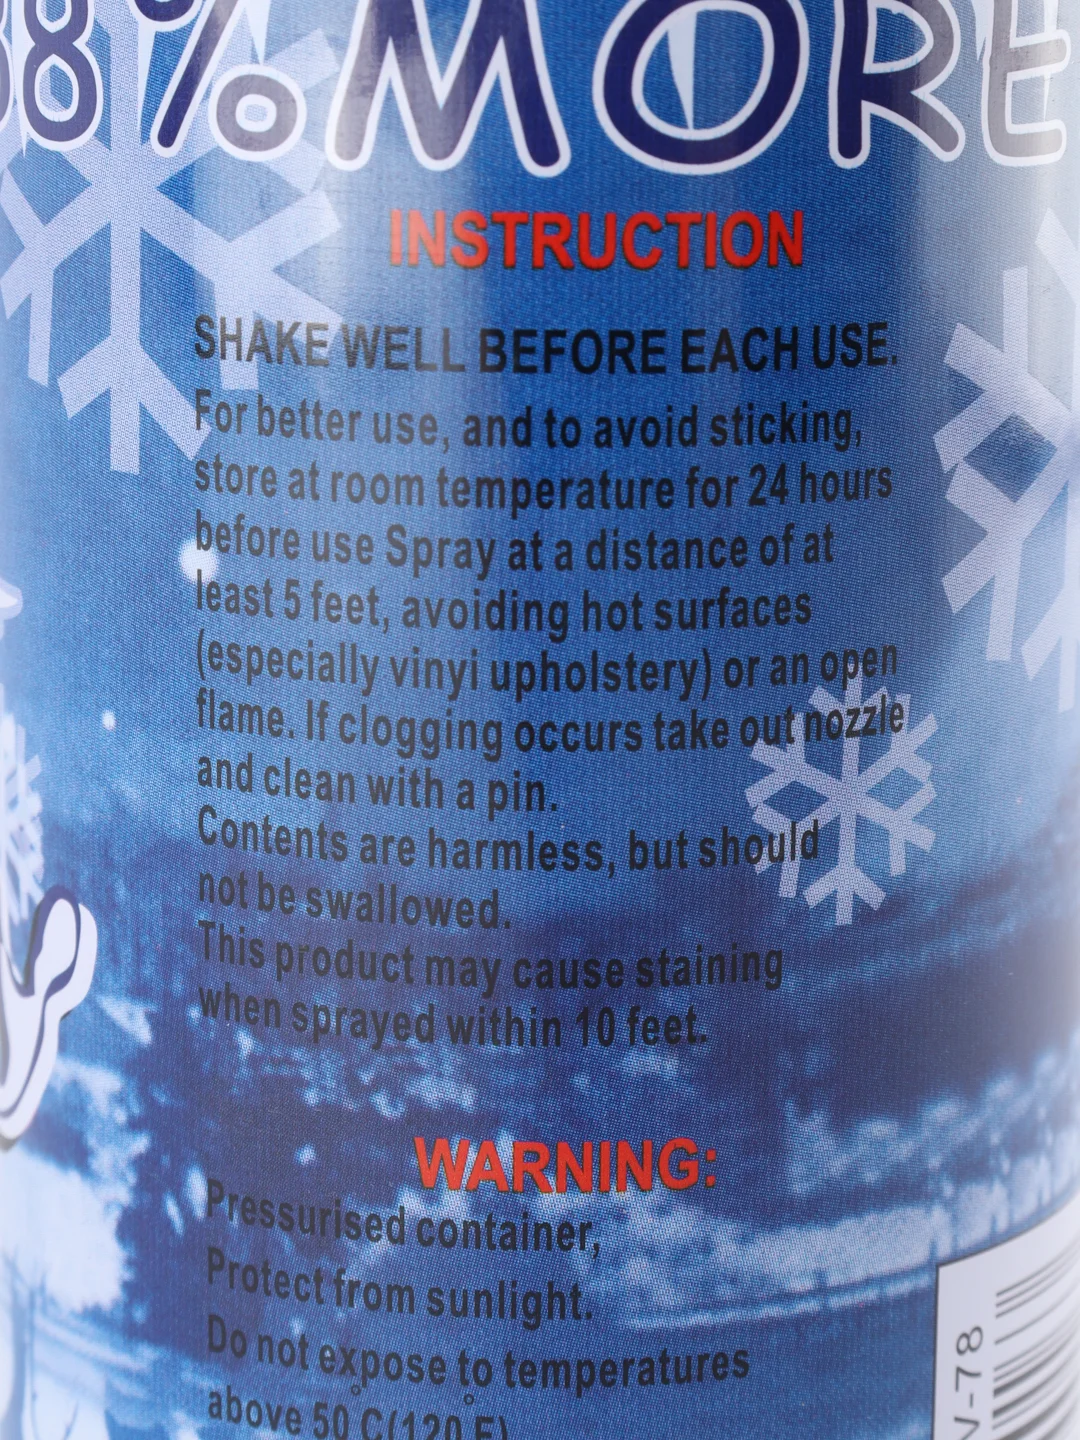 8% MORE
INSTRUCTION
SHAKE WELL BEFORE EACH USE.
For better use, and to avoid sticking,
store at room temperature for 24 hours
before use Spray at a distance of at
least 5 feet, avoiding hot surfaces
(especially vinyi upholstery) or an open
flame. If clogging occurs take out nozzle
and clean with a pin.
Contents are harmless, but should
not be swallowed.
This product may cause staining
when sprayed within 10 feet.
WARNING:
Pressurised container,
Protect from sunlight.
Do not expose to temperatures
above 50°C(120°F)
V-78